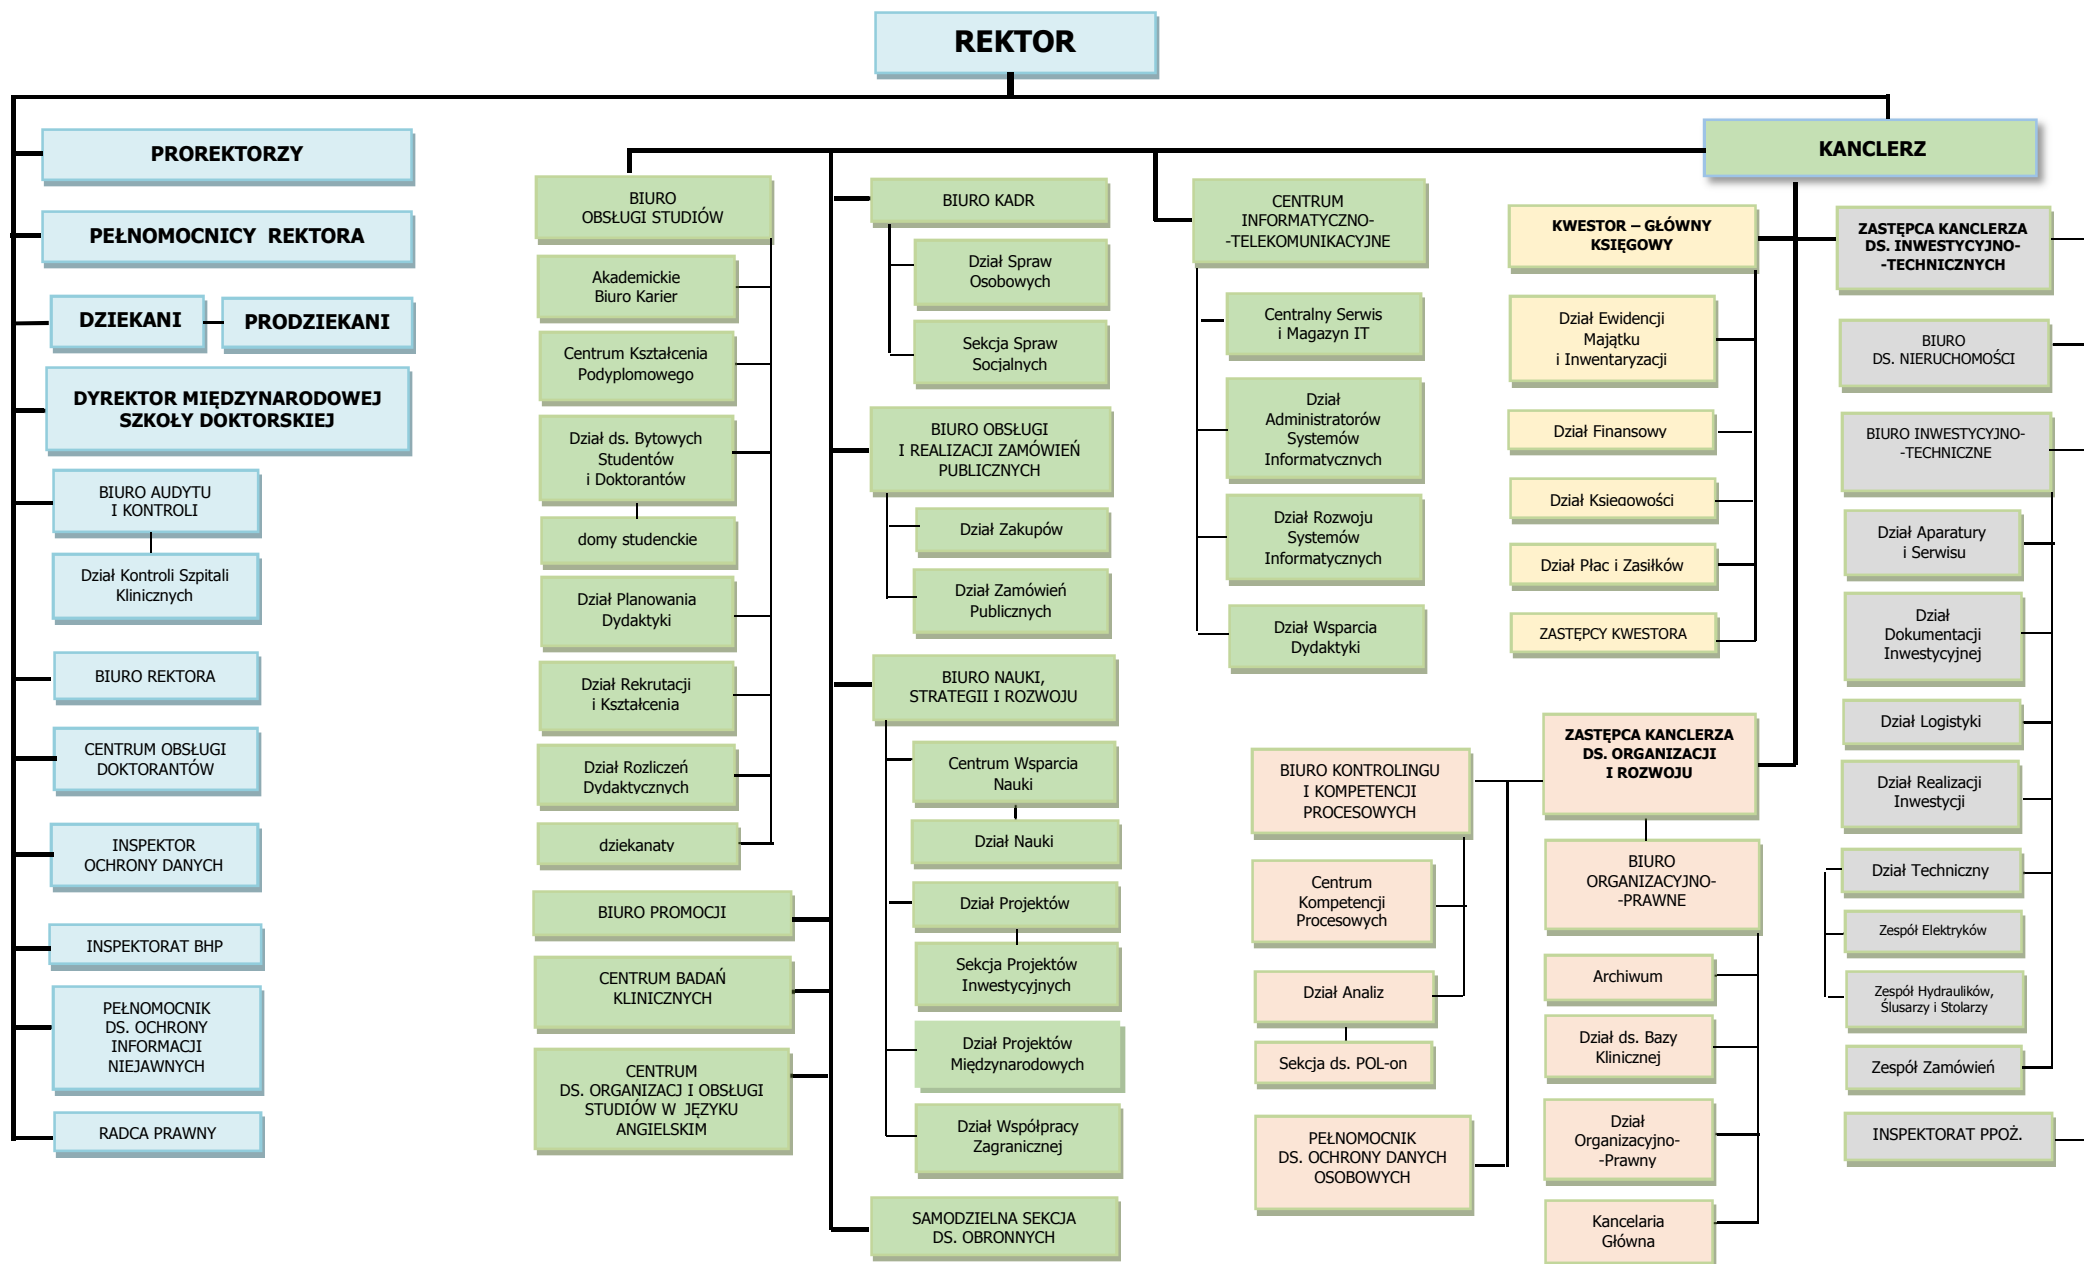 REKTOR
PROREKTORZY
PEŁNOMOCNICY REKTORA
DZIEKANI
PRODZIEKANI
DYREKTOR MIĘDZYNARODOWEJ
SZKOŁY DOKTORSKIEJ
BIURO AUDYTU
I KONTROLI
Dział Kontroli Szpitali
Klinicznych
BIURO REKTORA
CENTRUM OBSŁUGI
DOKTORANTÓW
INSPEKTOR
OCHRONY DANYCH
INSPEKTORAT BHP
PEŁNOMOCNIK
DS. OCHRONY
INFORMACJI
NIEJAWNYCH
RADCA PRAWNY
KANCLERZ
BIURO
OBSŁUGI STUDIÓW
Akademickie
Biuro Karier
Centrum Kształcenia
Podyplomowego
Dział ds. Bytowych
Studentów
i Doktorantów
domy studenckie
Dział Planowania
Dydaktyki
Dział Rekrutacji
i Kształcenia
Dział Rozliczeń
Dydaktycznych
dziekanaty
BIURO PROMOCJI
CENTRUM BADAŃ
KLINICZNYCH
CENTRUM
DS. ORGANIZACJ I OBSŁUGI
STUDIÓW W JĘZYKU
ANGIELSKIM
BIURO KADR
Dział Spraw
Osobowych
Sekcja Spraw
Socjalnych
BIURO OBSŁUGI
I REALIZACJI ZAMÓWIEŃ
PUBLICZNYCH
Dział Zakupów
Dział Zamówień
Publicznych
BIURO NAUKI,
STRATEGII I ROZWOJU
Centrum Wsparcia
Nauki
Dział Nauki
Dział Projektów
Sekcja Projektów
Inwestycyjnych
Dział Projektów
Międzynarodowych
Dział Współpracy
Zagranicznej
SAMODZIELNA SEKCJA
DS. OBRONNYCH
CENTRUM
INFORMATYCZNO-
-TELEKOMUNIKACYJNE
Centralny Serwis
i Magazyn IT
Dział
Administratorów
Systemów
Informatycznych
Dział Rozwoju
Systemów
Informatycznych
Dział Wsparcia
Dydaktyki
KWESTOR – GŁÓWNY
KSIĘGOWY
Dział Ewidencji
Majątku
i Inwentaryzacji
Dział Finansowy
Dział Księgowości
Dział Płac i Zasiłków
ZASTĘPCY KWESTORA
ZASTĘPCA KANCLERZA
DS. ORGANIZACJI
I ROZWOJU
BIURO KONTROLINGU
I KOMPETENCJI
PROCESOWYCH
Centrum
Kompetencji
Procesowych
Dział Analiz
Sekcja ds. POL-on
PEŁNOMOCNIK
DS. OCHRONY DANYCH
OSOBOWYCH
BIURO
ORGANIZACYJNO-
-PRAWNE
Archiwum
Dział ds. Bazy
Klinicznej
Dział
Organizacyjno-
-Prawny
Kancelaria
Główna
ZASTĘPCA KANCLERZA
DS. INWESTYCYJNO-
-TECHNICZNYCH
BIURO
DS. NIERUCHOMOŚCI
BIURO INWESTYCYJNO-
-TECHNICZNE
Dział Aparatury
i Serwisu
Dział
Dokumentacji
Inwestycyjnej
Dział Logistyki
Dział Realizacji
Inwestycji
Dział Techniczny
Zespół Elektryków
Zespół Hydraulików,
Ślusarzy i Stolarzy
Zespół Zamówień
INSPEKTORAT PPOŻ.